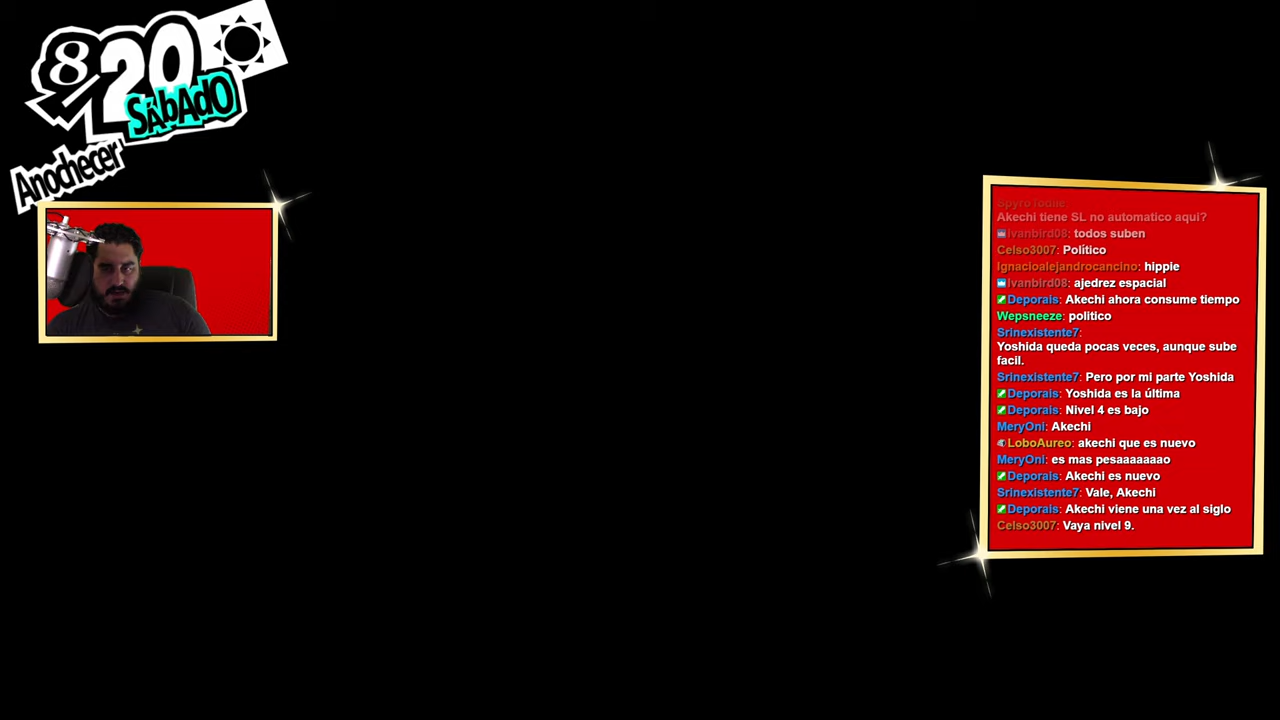 8/20
SábAdO
Anochecer
SpyroTodile:
Akechi tiene SL no automatico aqui?
Ivanbird08: todos suben
Celso3007: Político
Ignacioalejandrocancino: hippie
Ivanbird08: ajedrez espacial
Deporais: Akechi ahora consume tiempo
Wepsneeze: politico
Srinexistente7:
Yoshida queda pocas veces, aunque sube
facil.
Srinexistente7: Pero por mi parte Yoshida
Deporais: Yoshida es la última
Deporais: Nivel 4 es bajo
MeryOni: Akechi
LoboAureo: akechi que es nuevo
MeryOni: es mas pesaaaaaaao
Deporais: Akechi es nuevo
Srinexistente7: Vale, Akechi
Deporais: Akechi viene una vez al siglo
Celso3007: Vaya nivel 9.